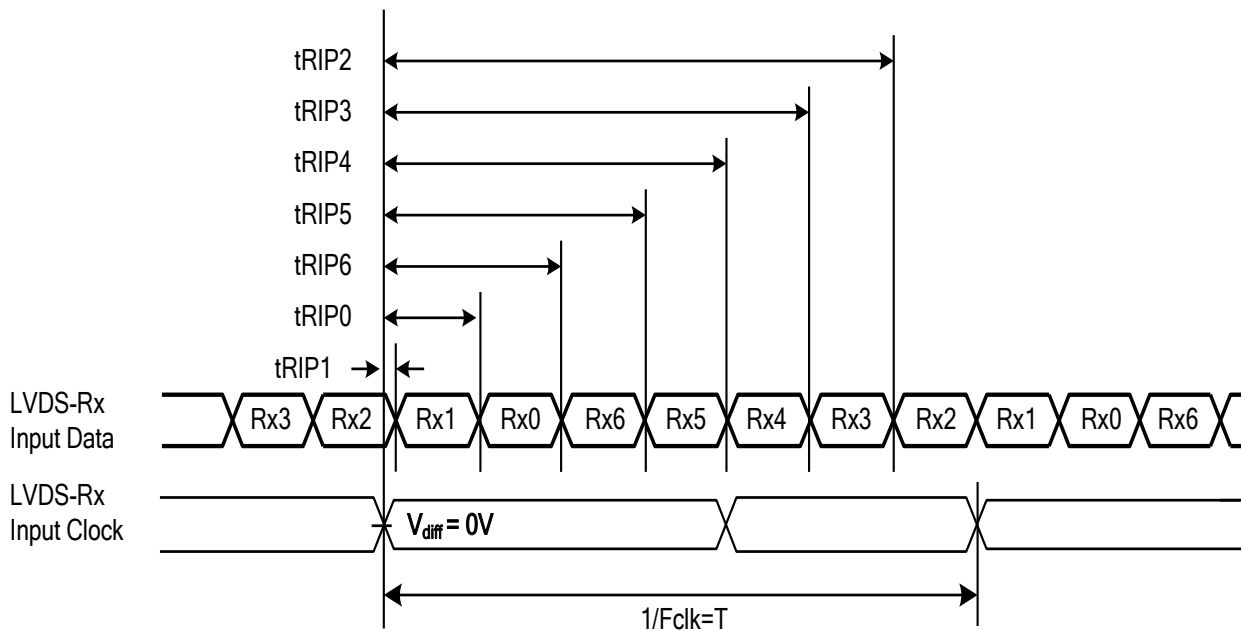 tRIP2
tRIP3
tRIP4
tRIP5
tRIP6
tRIP0
tRIP1
LVDS-Rx
Input Data
Rx3 Rx2 Rx1 Rx0 Rx6 Rx5 Rx4 Rx3 Rx2 Rx1 Rx0 Rx6
LVDS-Rx
Input Clock
Vdiff = 0V
1/Fclk=T